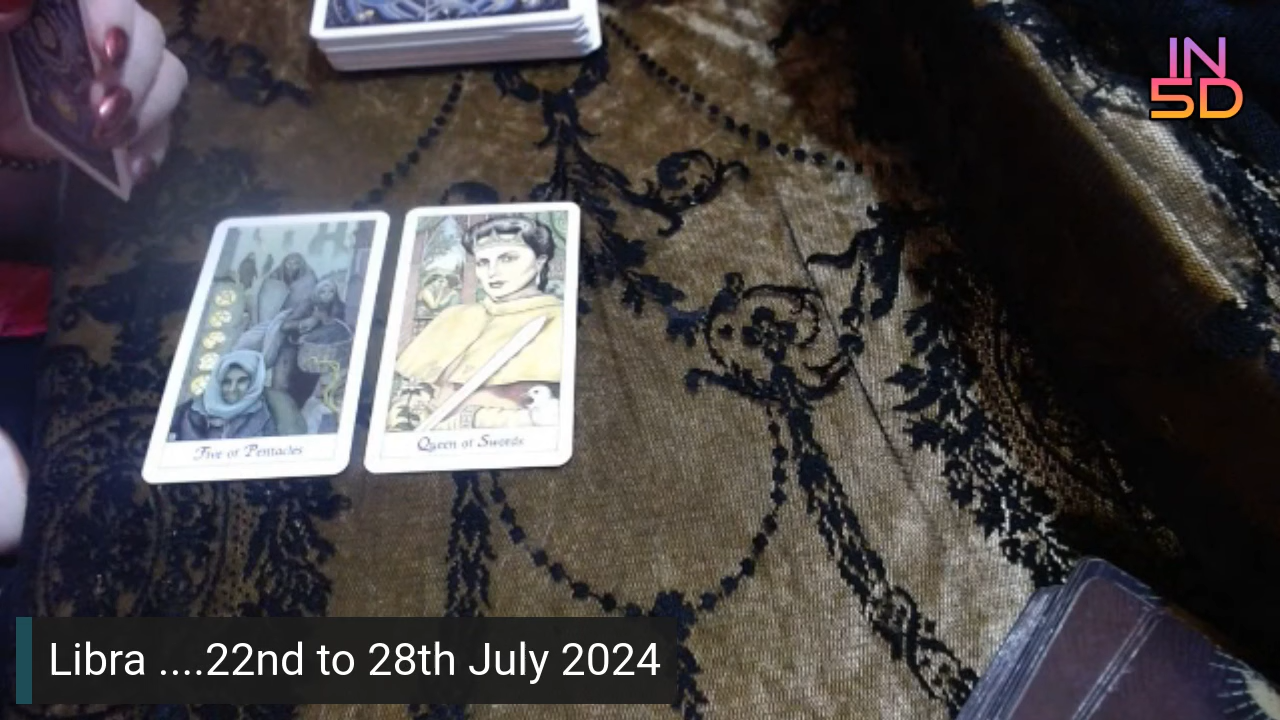 IN
5D
Five of Pentacles
Queen of Swords
Libra ....22nd to 28th July 2024